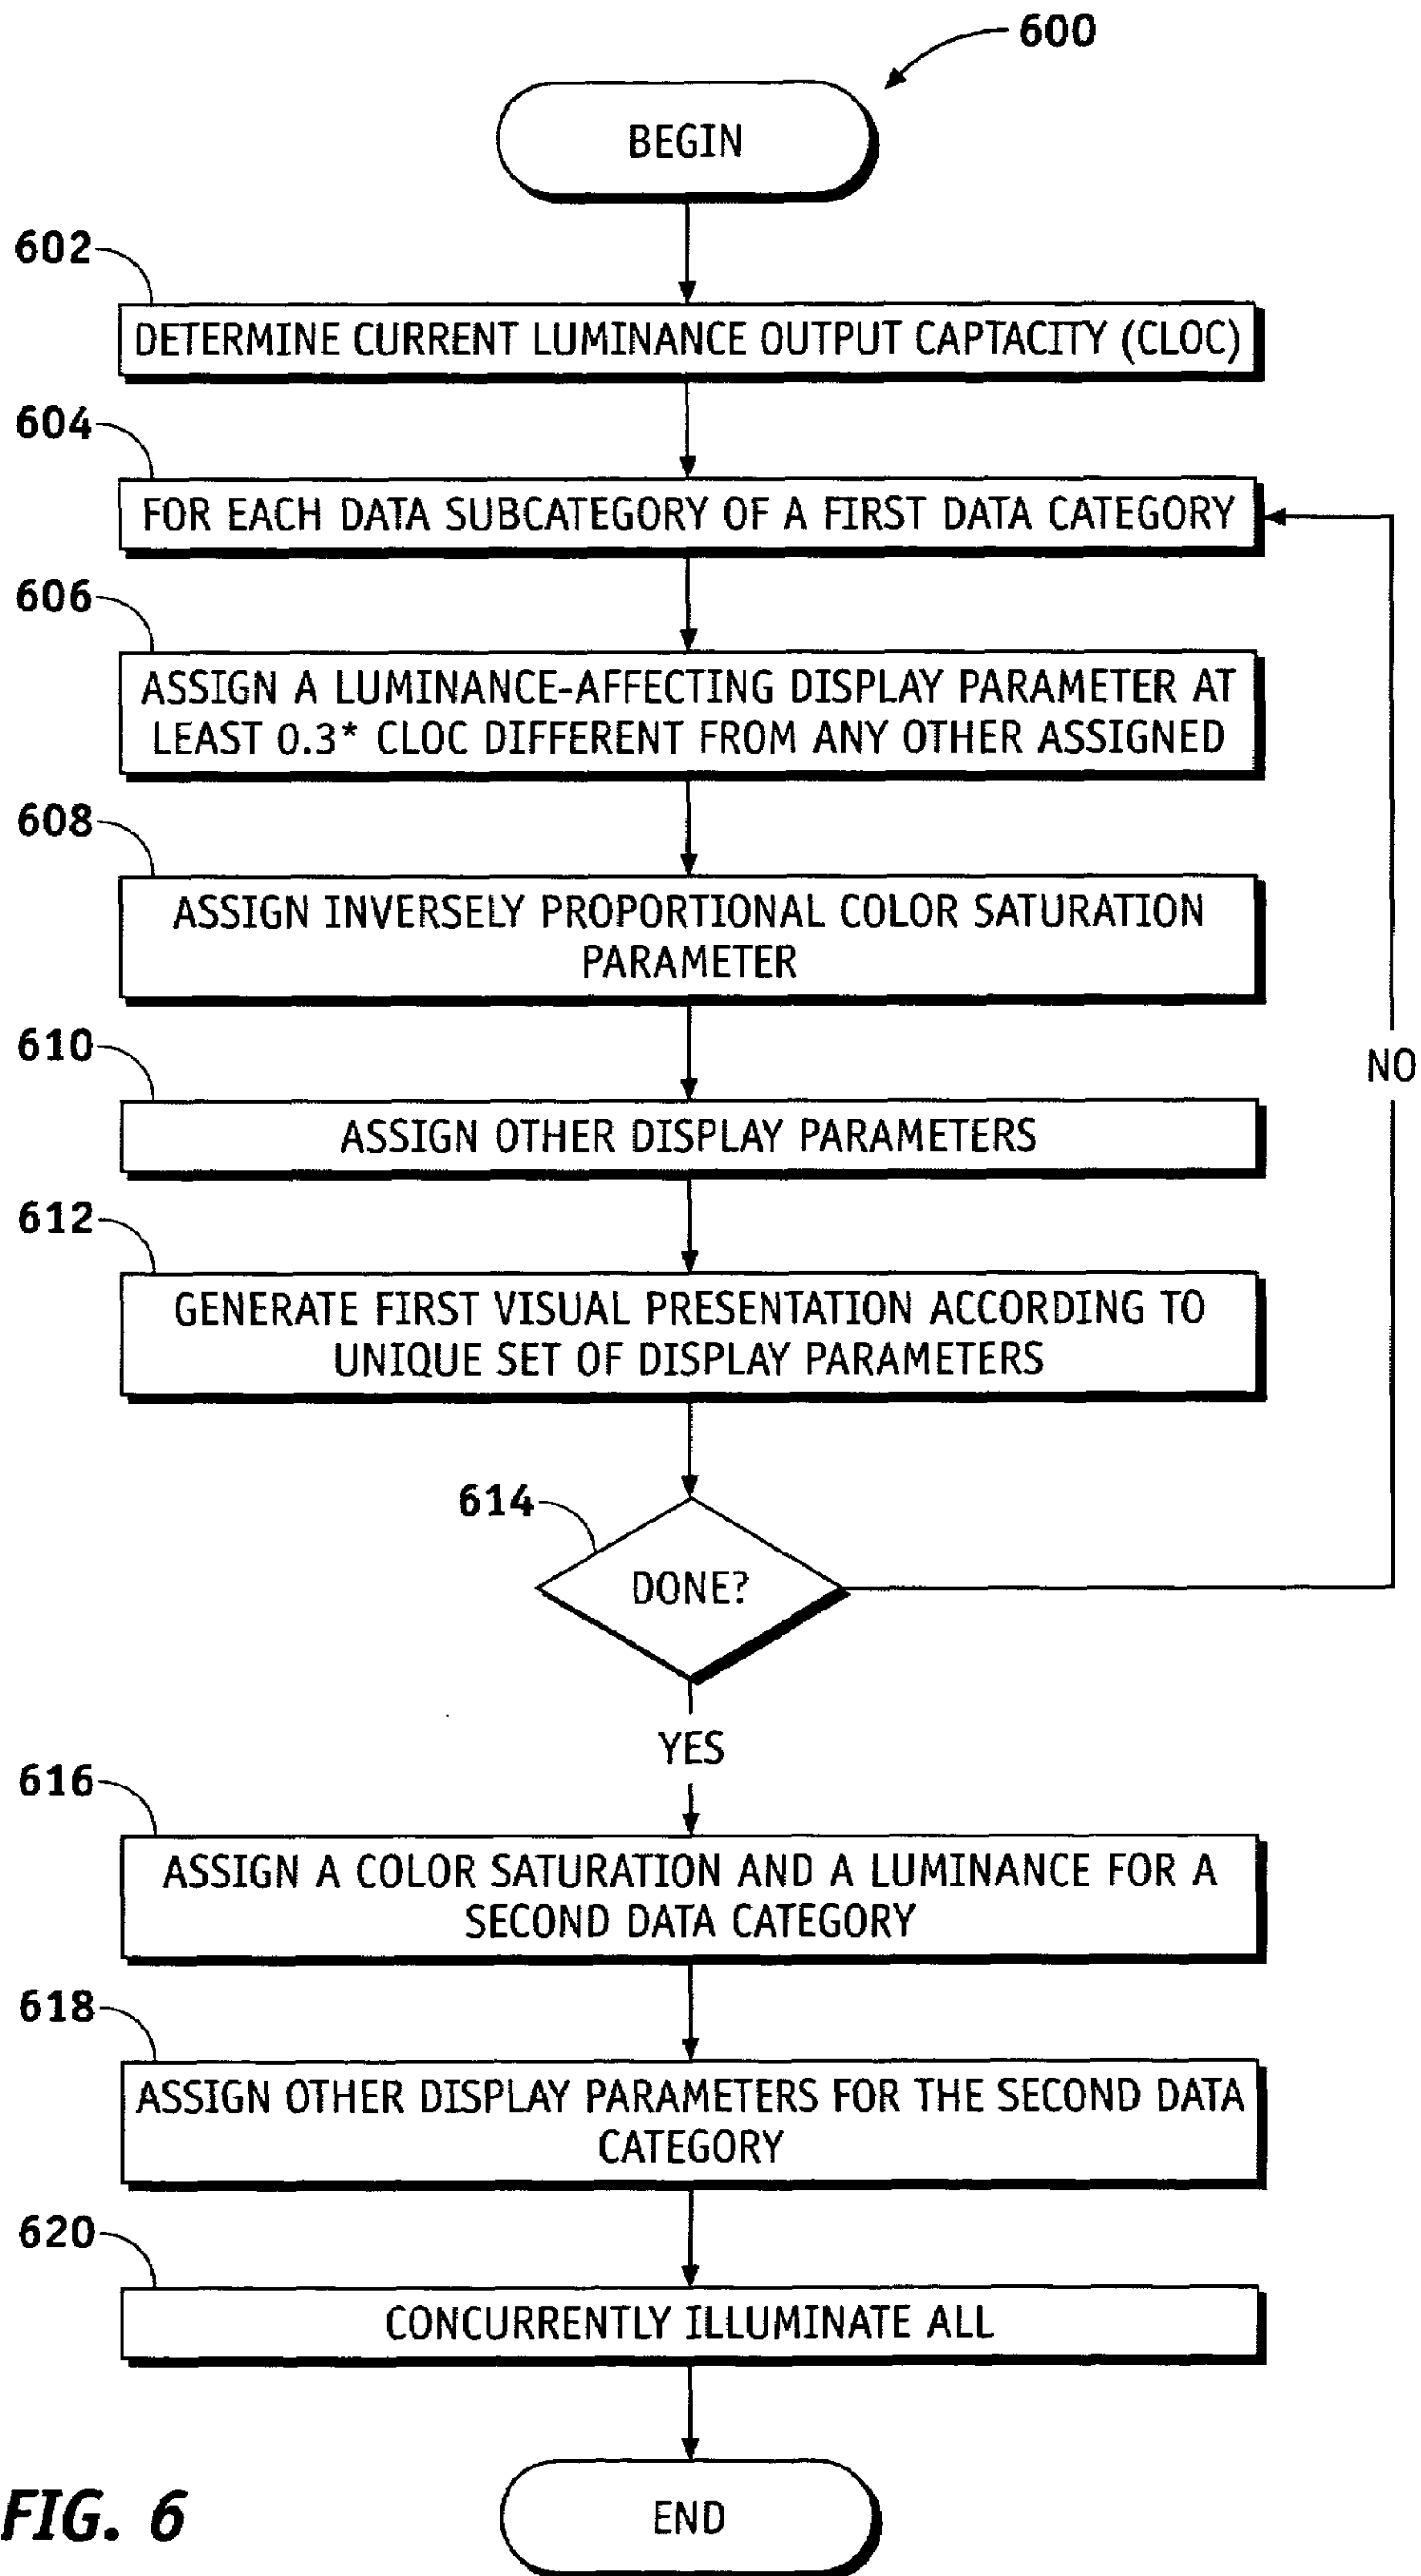 600
BEGIN
602
DETERMINE CURRENT LUMINANCE OUTPUT CAPTACITY (CLOC)
604
FOR EACH DATA SUBCATEGORY OF A FIRST DATA CATEGORY
606
ASSIGN A LUMINANCE-AFFECTING DISPLAY PARAMETER AT
LEAST 0.3* CLOC DIFFERENT FROM ANY OTHER ASSIGNED
608
ASSIGN INVERSELY PROPORTIONAL COLOR SATURATION
PARAMETER
610
NO
ASSIGN OTHER DISPLAY PARAMETERS
612
GENERATE FIRST VISUAL PRESENTATION ACCORDING TO
UNIQUE SET OF DISPLAY PARAMETERS
614
DONE?
YES
616
ASSIGN A COLOR SATURATION AND A LUMINANCE FOR A
SECOND DATA CATEGORY
618
ASSIGN OTHER DISPLAY PARAMETERS FOR THE SECOND DATA
CATEGORY
620
CONCURRENTLY ILLUMINATE ALL
END
FIG. 6